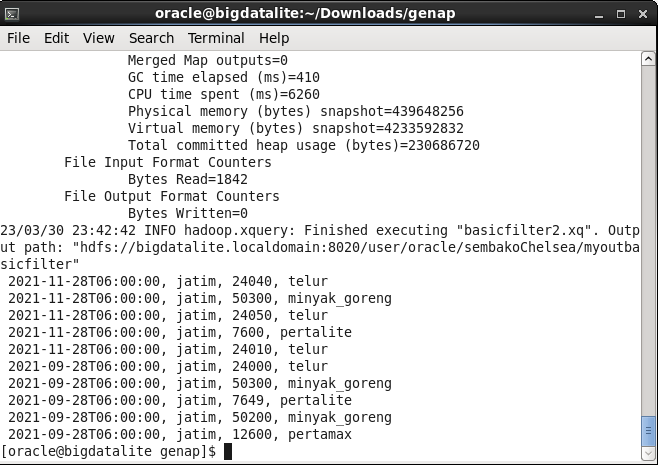 oracle@bigdatalite:~/Downloads/genap
File Edit View Search Terminal Help
Merged Map outputs=0
GC time elapsed (ms)=410
CPU time spent (ms)=6260
Physical memory (bytes) snapshot=439648256
Virtual memory (bytes) snapshot=4233592832
Total committed heap usage (bytes)=230686720
File Input Format Counters
Bytes Read=1842
File Output Format Counters
Bytes Written=0
23/03/30 23:42:42 INFO hadoop.xquery: Finished executing "basicfilter2.xq". Outp
ut path: "hdfs://bigdatalite.localdomain:8020/user/oracle/sembakoChelsea/myoutba
sicfilter"
2021-11-28T06:00:00, jatim, 24040, telur
2021-11-28T06:00:00, jatim, 50300, minyak_goreng
2021-11-28T06:00:00, jatim, 24050, telur
2021-11-28T06:00:00, jatim, 7600, pertalite
2021-11-28T06:00:00, jatim, 24010, telur
2021-09-28T06:00:00, jatim, 24000, telur
2021-09-28T06:00:00, jatim, 50300, minyak_goreng
2021-09-28T06:00:00, jatim, 7649, pertalite
2021-09-28T06:00:00, jatim, 50200, minyak_goreng
2021-09-28T06:00:00, jatim, 12600, pertamax
[oracle@bigdatalite genap]$